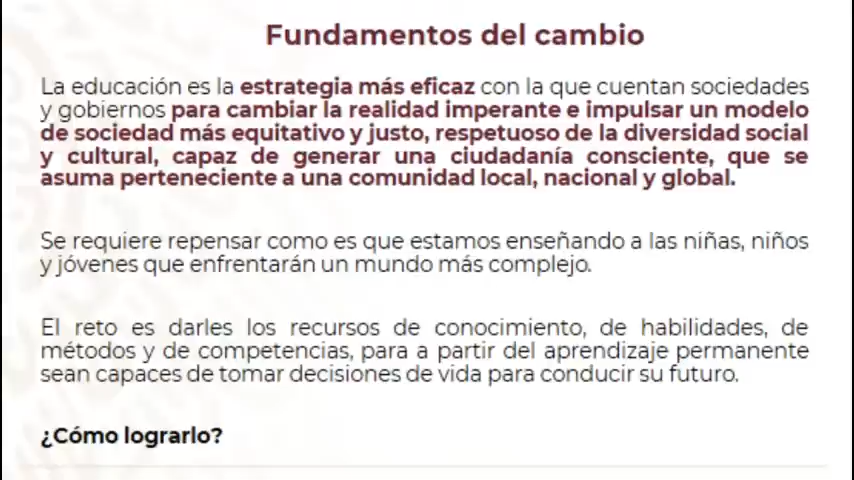 Fundamentos del cambio
La educación es la estrategia más eficaz con la que cuentan sociedades
y gobiernos para cambiar la realidad imperante e impulsar un modelo
de sociedad más equitativo y justo, respetuoso de la diversidad social
y cultural, capaz de generar una ciudadanía consciente, que se
asuma perteneciente a una comunidad local, nacional y global.
Se requiere repensar como es que estamos enseñando a las niñas, niños
y jóvenes que enfrentarán un mundo más complejo.
El reto es darles los recursos de conocimiento, de habilidades, de
métodos y de competencias, para a partir del aprendizaje permanente
sean capaces de tomar decisiones de vida para conducir su futuro.
¿Cómo lograrlo?